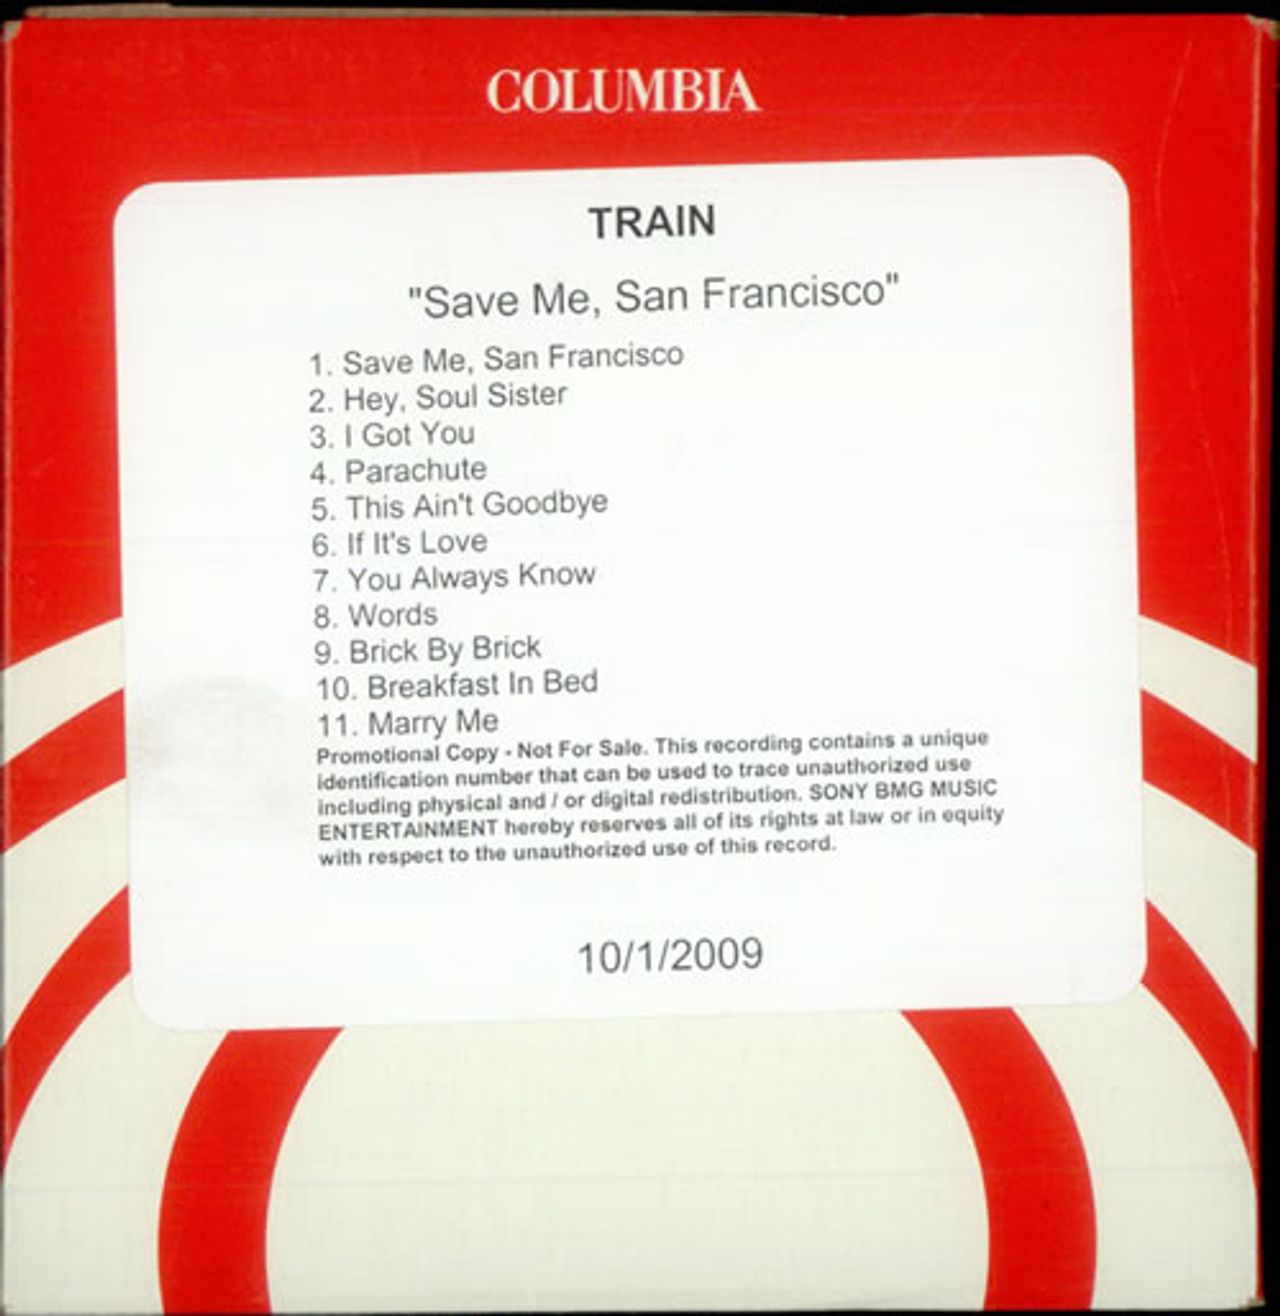 COLUMBIA
TRAIN
"Save Me, San Francisco"
1. Save Me, San Francisco
2. Hey, Soul Sister
3. I Got You
4. Parachute
5. This Ain't Goodbye
6. If It's Love
7. You Always Know
8. Words
9. Brick By Brick
10. Breakfast In Bed
11. Marry Me
Promotional Copy - Not For Sale. This recording contains a unique
identification number that can be used to trace unauthorized use
including physical and / or digital redistribution. SONY BMG MUSIC
ENTERTAINMENT hereby reserves all of its rights at law or in equity
with respect to the unauthorized use of this record.
10/1/2009